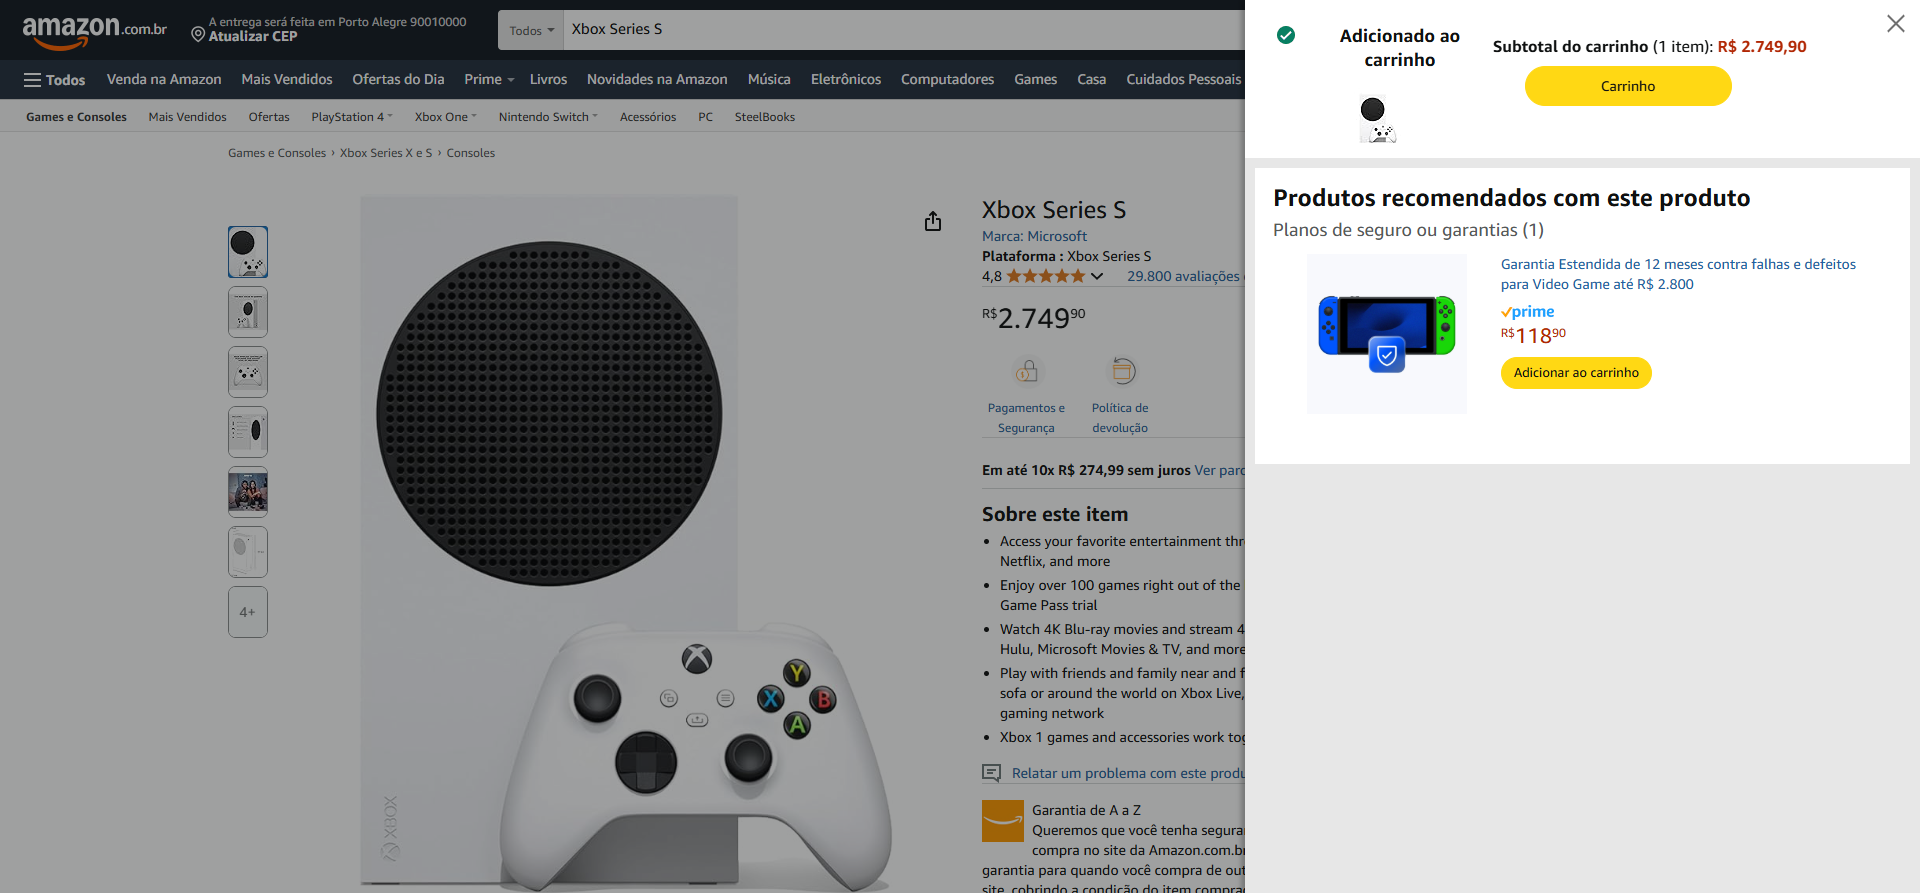 amazon.com.br
A entrega será feita em Porto Alegre 90010000
Atualizar CEP
Todos
Xbox Series S
Todos
Venda na Amazon
Mais Vendidos
Ofertas do Dia
Prime
Livros
Novidades na Amazon
Música
Eletrônicos
Computadores
Games
Casa
Cuidados Pessoais
Games e Consoles
Mais Vendidos
Ofertas
PlayStation 4
Xbox One
Nintendo Switch
Acessórios
PC
SteelBooks
Games e Consoles › Xbox Series X e S › Consoles
4+
XBOX
Y
X
B
A
Xbox Series S
Marca: Microsoft
Plataforma : Xbox Series S
4,8
29.800 avaliações
R$2.74990
Pagamentos e
Segurança
Política de
devolução
Em até 10x R$ 274,99 sem juros Ver parc
Sobre este item
• Access your favorite entertainment thr
Netflix, and more
• Enjoy over 100 games right out of the
Game Pass trial
• Watch 4K Blu-ray movies and stream 4
Hulu, Microsoft Movies & TV, and more
• Play with friends and family near and f
sofa or around the world on Xbox Live,
gaming network
• Xbox 1 games and accessories work tog
Relatar um problema com este produ
Garantia de A a Z
Queremos que você tenha segura
compra no site da Amazon.com.br
garantia para quando você compra de out
site, cobrindo a condição do item compra
Adicionado ao
carrinho
Subtotal do carrinho (1 item): R$ 2.749,90
Carrinho
Produtos recomendados com este produto
Planos de seguro ou garantias (1)
Garantia Estendida de 12 meses contra falhas e defeitos
para Video Game até R$ 2.800
prime
R$11890
Adicionar ao carrinho